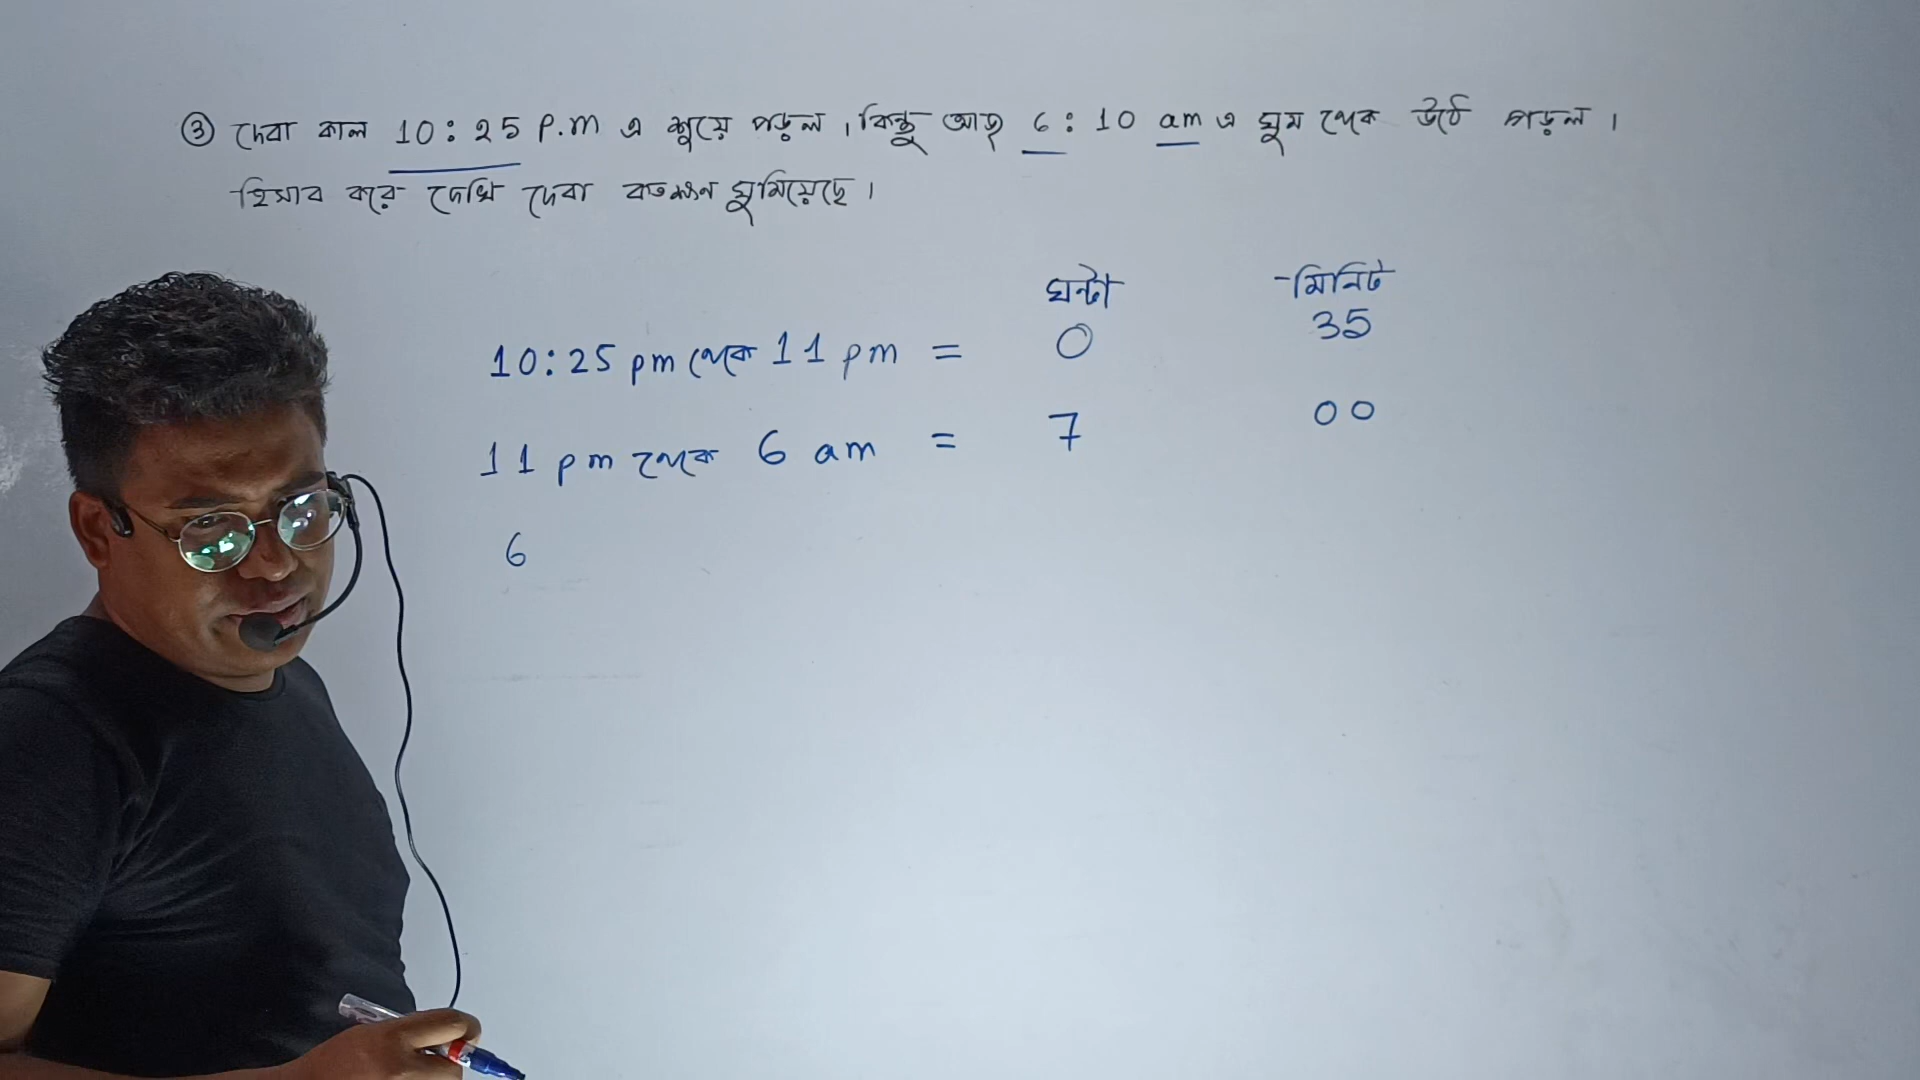 ③ দেবা কাল 10:25 P.m এ শুয়ে পড়ল। কিন্তু আজ 6:10 am এ ঘুম থেকে উঠে পড়ল।
হিসাব করে দেখি দেবা কতক্ষণ ঘুমিয়েছে।
ঘন্টা মিনিট
10:25 pm থেকে 11 pm = 0 35
11 pm থেকে 6 am = 7 00
6